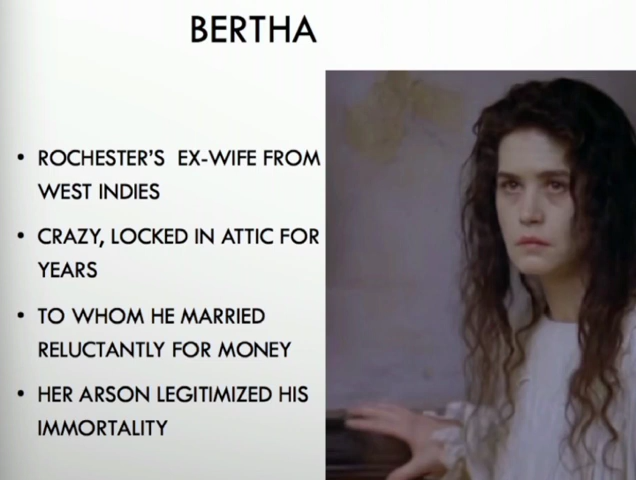 BERTHA
• ROCHESTER'S EX-WIFE FROM
WEST INDIES
• CRAZY, LOCKED IN ATTIC FOR
YEARS
• TO WHOM HE MARRIED
RELUCTANTLY FOR MONEY
• HER ARSON LEGITIMIZED HIS
IMMORTALITY